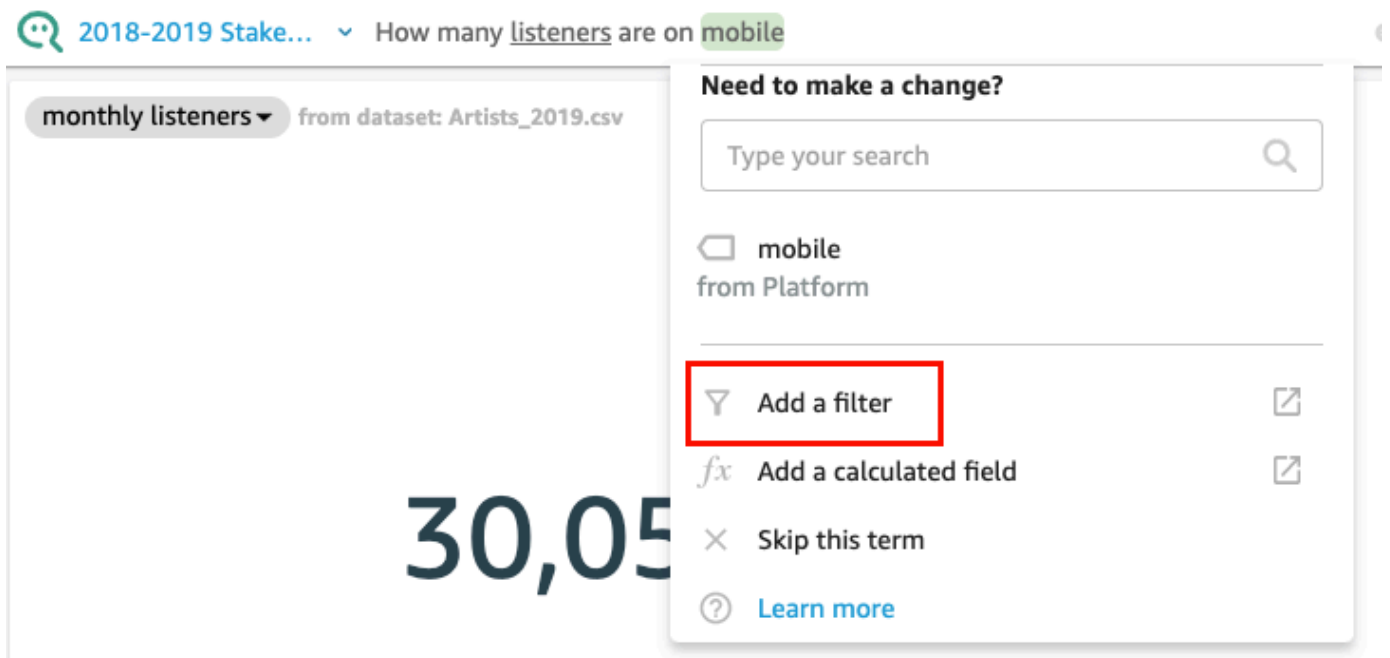 2018-2019 Stake... How many listeners are on mobile
monthly listeners from dataset: Artists_2019.csv
Need to make a change?
Type your search
mobile
from Platform
Add a filter
fx Add a calculated field
Skip this term
30,05
? Learn more